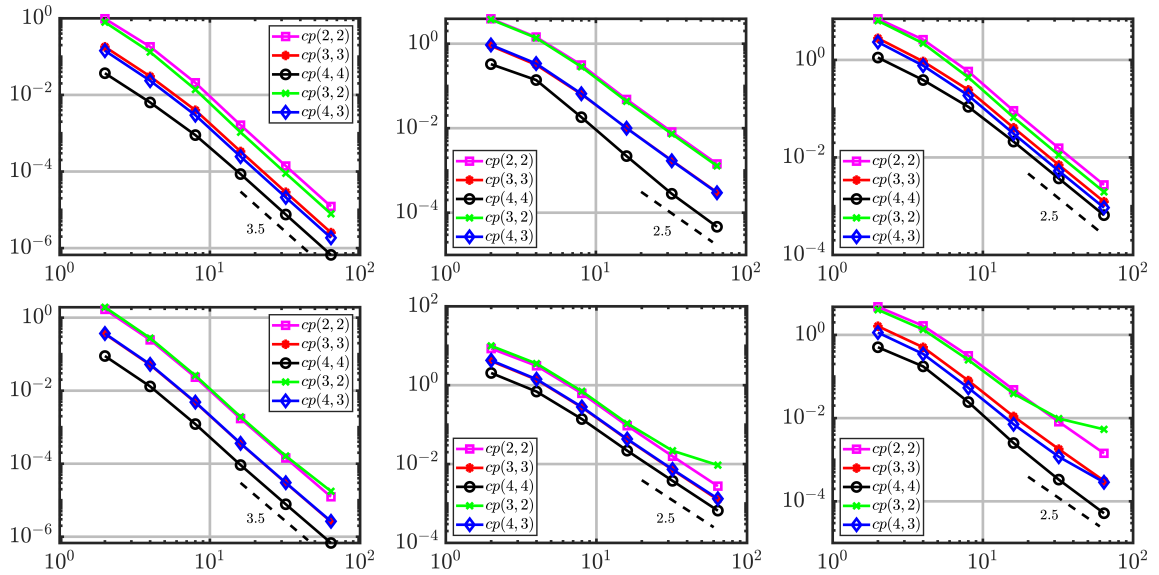 10^0
10^-2
10^-4
10^-6
10^0
10^1
10^2
cp(2, 2)
cp(3, 3)
cp(4, 4)
cp(3, 2)
cp(4, 3)
3.5
10^0
10^-2
10^-4
10^0
10^1
10^2
cp(2, 2)
cp(3, 3)
cp(4, 4)
cp(3, 2)
cp(4, 3)
2.5
10^0
10^-2
10^-4
10^0
10^1
10^2
cp(2, 2)
cp(3, 3)
cp(4, 4)
cp(3, 2)
cp(4, 3)
2.5
10^0
10^-2
10^-4
10^-6
10^0
10^1
10^2
cp(2, 2)
cp(3, 3)
cp(4, 4)
cp(3, 2)
cp(4, 3)
3.5
10^2
10^0
10^-2
10^-4
10^0
10^1
10^2
cp(2, 2)
cp(3, 3)
cp(4, 4)
cp(3, 2)
cp(4, 3)
2.5
10^0
10^-2
10^-4
10^0
10^1
10^2
cp(2, 2)
cp(3, 3)
cp(4, 4)
cp(3, 2)
cp(4, 3)
2.5